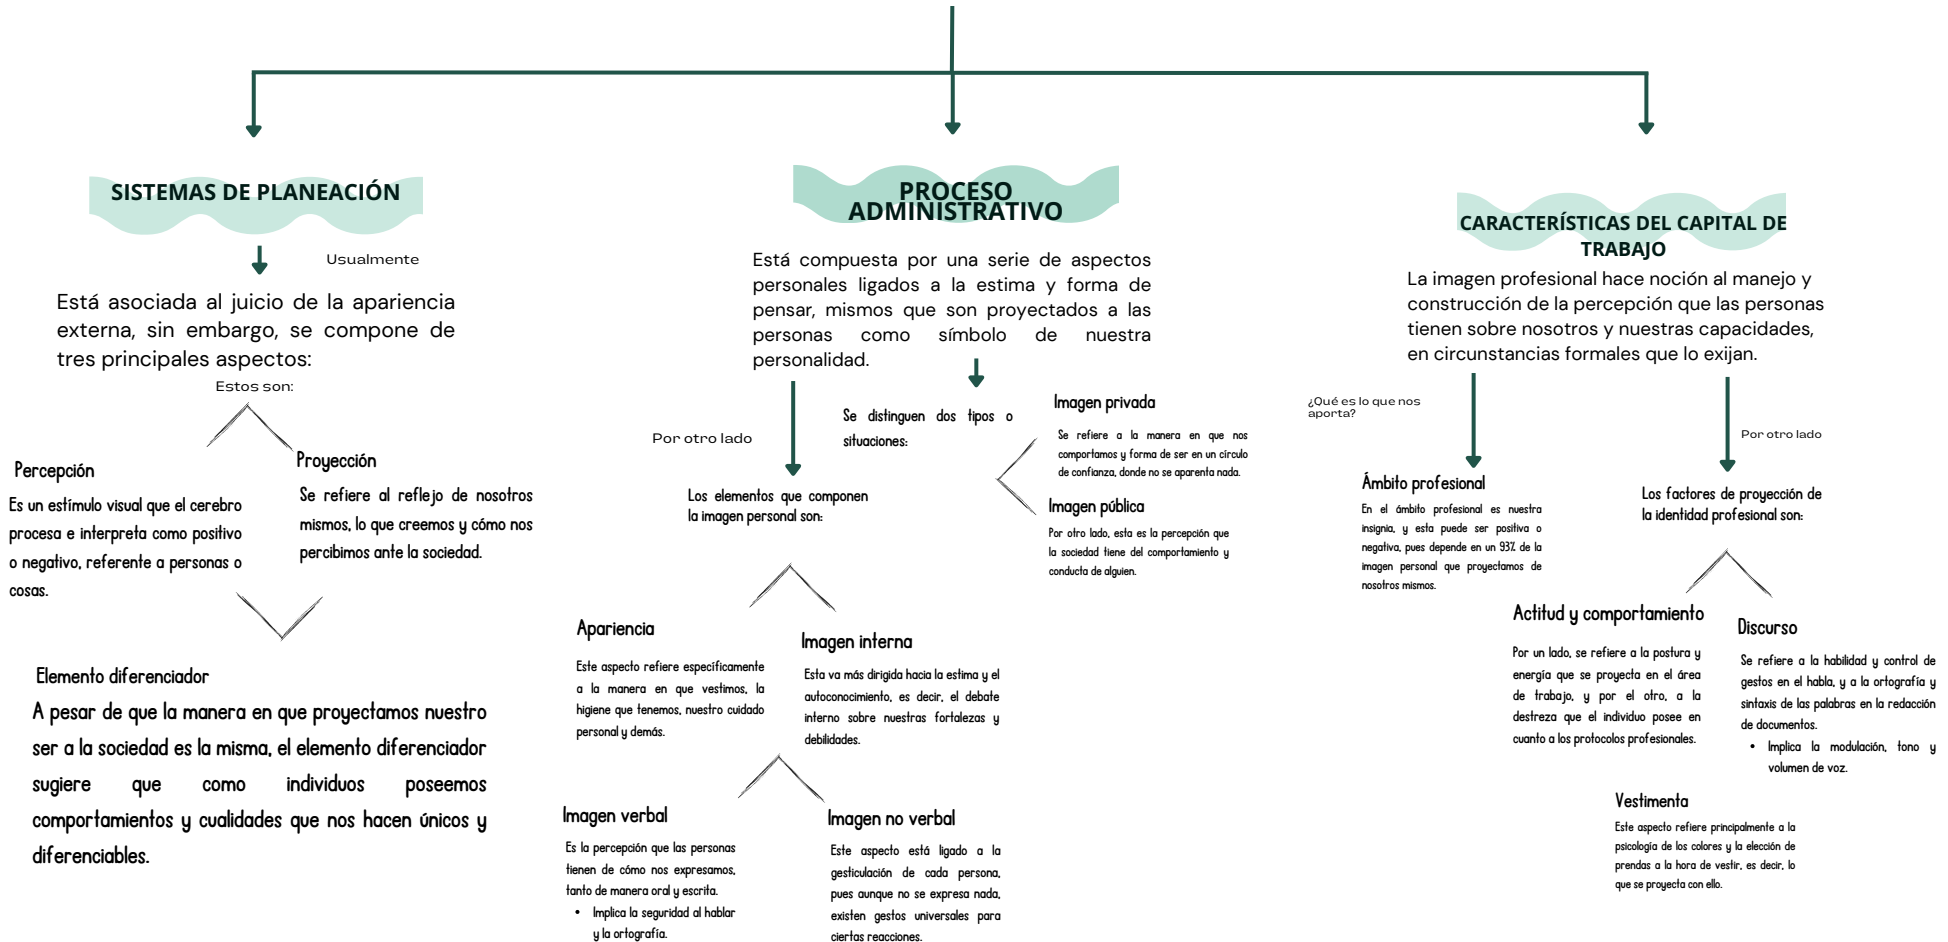 SISTEMAS DE PLANEACIÓN
Usualmente
Está asociada al juicio de la apariencia
externa, sin embargo, se compone de
tres principales aspectos:
Estos son:
Percepción
Es un estímulo visual que el cerebro
procesa e interpreta como positivo
o negativo, referente a personas o
cosas.
Proyección
Se refiere al reflejo de nosotros
mismos, lo que creemos y cómo nos
percibimos ante la sociedad.
Elemento diferenciador
A pesar de que la manera en que proyectamos nuestro
ser a la sociedad es la misma, el elemento diferenciador
sugiere que como individuos poseemos
comportamientos y cualidades que nos hacen únicos y
diferenciables.
PROCESO
ADMINISTRATIVO
Está compuesta por una serie de aspectos
personales ligados a la estima y forma de
pensar, mismos que son proyectados a las
personas como símbolo de nuestra
personalidad.
Se distinguen dos tipos o
situaciones:
Imagen privada
Se refiere a la manera en que nos
comportamos y forma de ser en un círculo
de confianza, donde no se aparenta nada.
Imagen pública
Por otro lado, esta es la percepción que
la sociedad tiene del comportamiento y
conducta de alguien.
Por otro lado
Los elementos que componen
la imagen personal son:
Apariencia
Este aspecto refiere específicamente
a la manera en que vestimos, la
higiene que tenemos, nuestro cuidado
personal y demás.
Imagen interna
Esta va más dirigida hacia la estima y el
autoconocimiento, es decir, el debate
interno sobre nuestras fortalezas y
debilidades.
Imagen verbal
Es la percepción que las personas
tienen de cómo nos expresamos,
tanto de manera oral y escrita.
• Implica la seguridad al hablar
y la ortografía.
Imagen no verbal
Este aspecto está ligado a la
gesticulación de cada persona,
pues aunque no se expresa nada,
existen gestos universales para
ciertas reacciones.
CARACTERÍSTICAS DEL CAPITAL DE
TRABAJO
La imagen profesional hace noción al manejo y
construcción de la percepción que las personas
tienen sobre nosotros y nuestras capacidades,
en circunstancias formales que lo exijan.
¿Qué es lo que nos
aporta?
Ámbito profesional
En el ámbito profesional es nuestra
insignia, y esta puede ser positiva o
negativa, pues depende en un 93% de la
imagen personal que proyectamos de
nosotros mismos.
Por otro lado
Los factores de proyección de
la identidad profesional son:
Actitud y comportamiento
Por un lado, se refiere a la postura y
energía que se proyecta en el área
de trabajo, y por el otro, a la
destreza que el individuo posee en
cuanto a los protocolos profesionales.
Discurso
Se refiere a la habilidad y control de
gestos en el habla, y a la ortografía y
sintaxis de las palabras en la redacción
de documentos.
• Implica la modulación, tono y
volumen de voz.
Vestimenta
Este aspecto refiere principalmente a la
psicología de los colores y la elección de
prendas a la hora de vestir, es decir, lo
que se proyecta con ello.